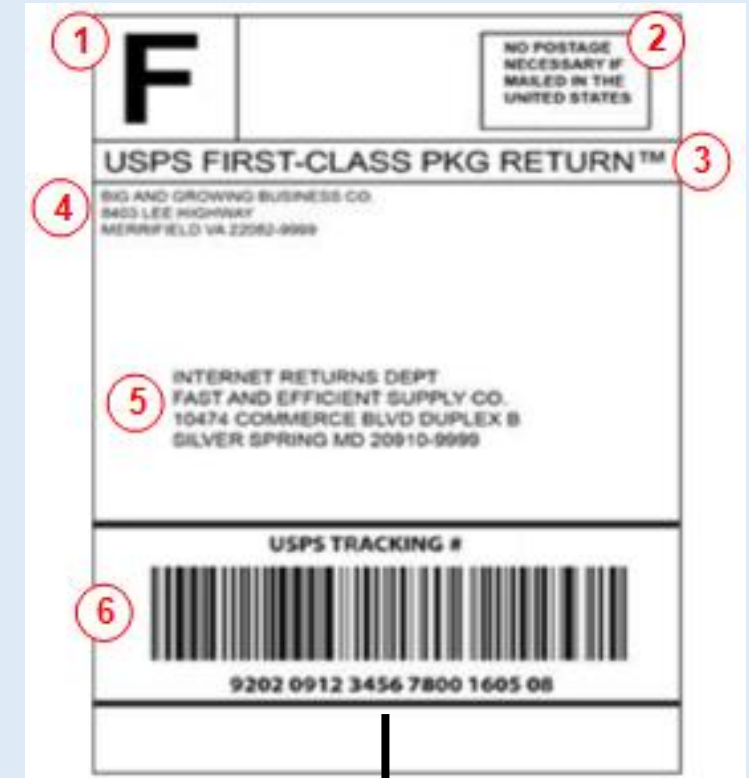 1
F
NO POSTAGE
NECESSARY IF
MAILED IN THE
UNITED STATES
2
USPS FIRST-CLASS PKG RETURN™
3
4
BIG AND GROWING BUSINESS CO.
8403 LEE HIGHWAY
MERRIFIELD VA 22082-9999
5
INTERNET RETURNS DEPT
FAST AND EFFICIENT SUPPLY CO.
10474 COMMERCE BLVD DUPLEX B
SILVER SPRING MD 20910-9999
USPS TRACKING #
6
9202 0912 3456 7800 1605 08